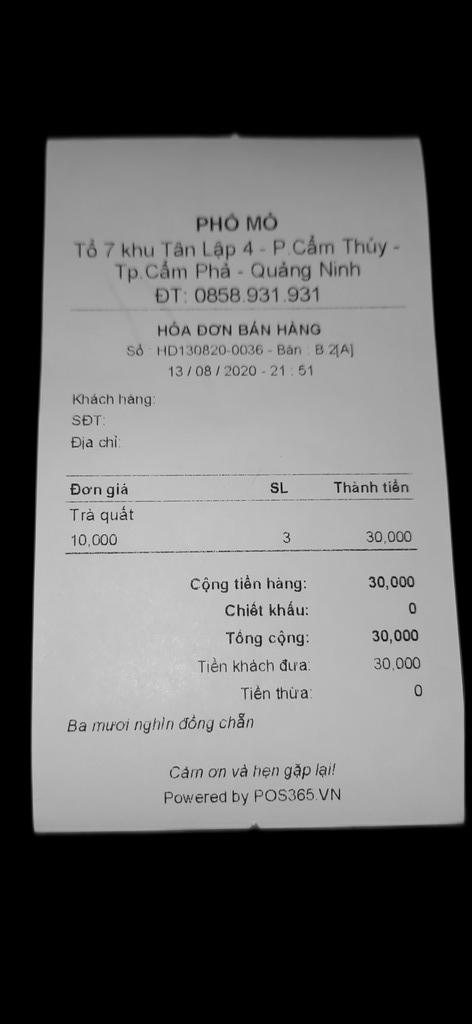 PHỐ MỎ
Tổ 7 khu Tân Lập 4 - P.Cẩm Thủy -
Tp.Cẩm Phả - Quảng Ninh
ĐT: 0858.931.931
HÓA ĐƠN BÁN HÀNG
Số : HD130820-0036 - Bàn : B.2[A]
13 / 08 / 2020 - 21 : 51
Khách hàng:
SĐT:
Địa chỉ:
Đơn giá SL Thành tiền
Trà quất
10,000 3 30,000
Cộng tiền hàng: 30,000
Chiết khấu: 0
Tổng cộng: 30,000
Tiền khách đưa: 30,000
Tiền thừa: 0
Ba mươi nghìn đồng chẵn
Cảm ơn và hẹn gặp lại!
Powered by POS365.VN